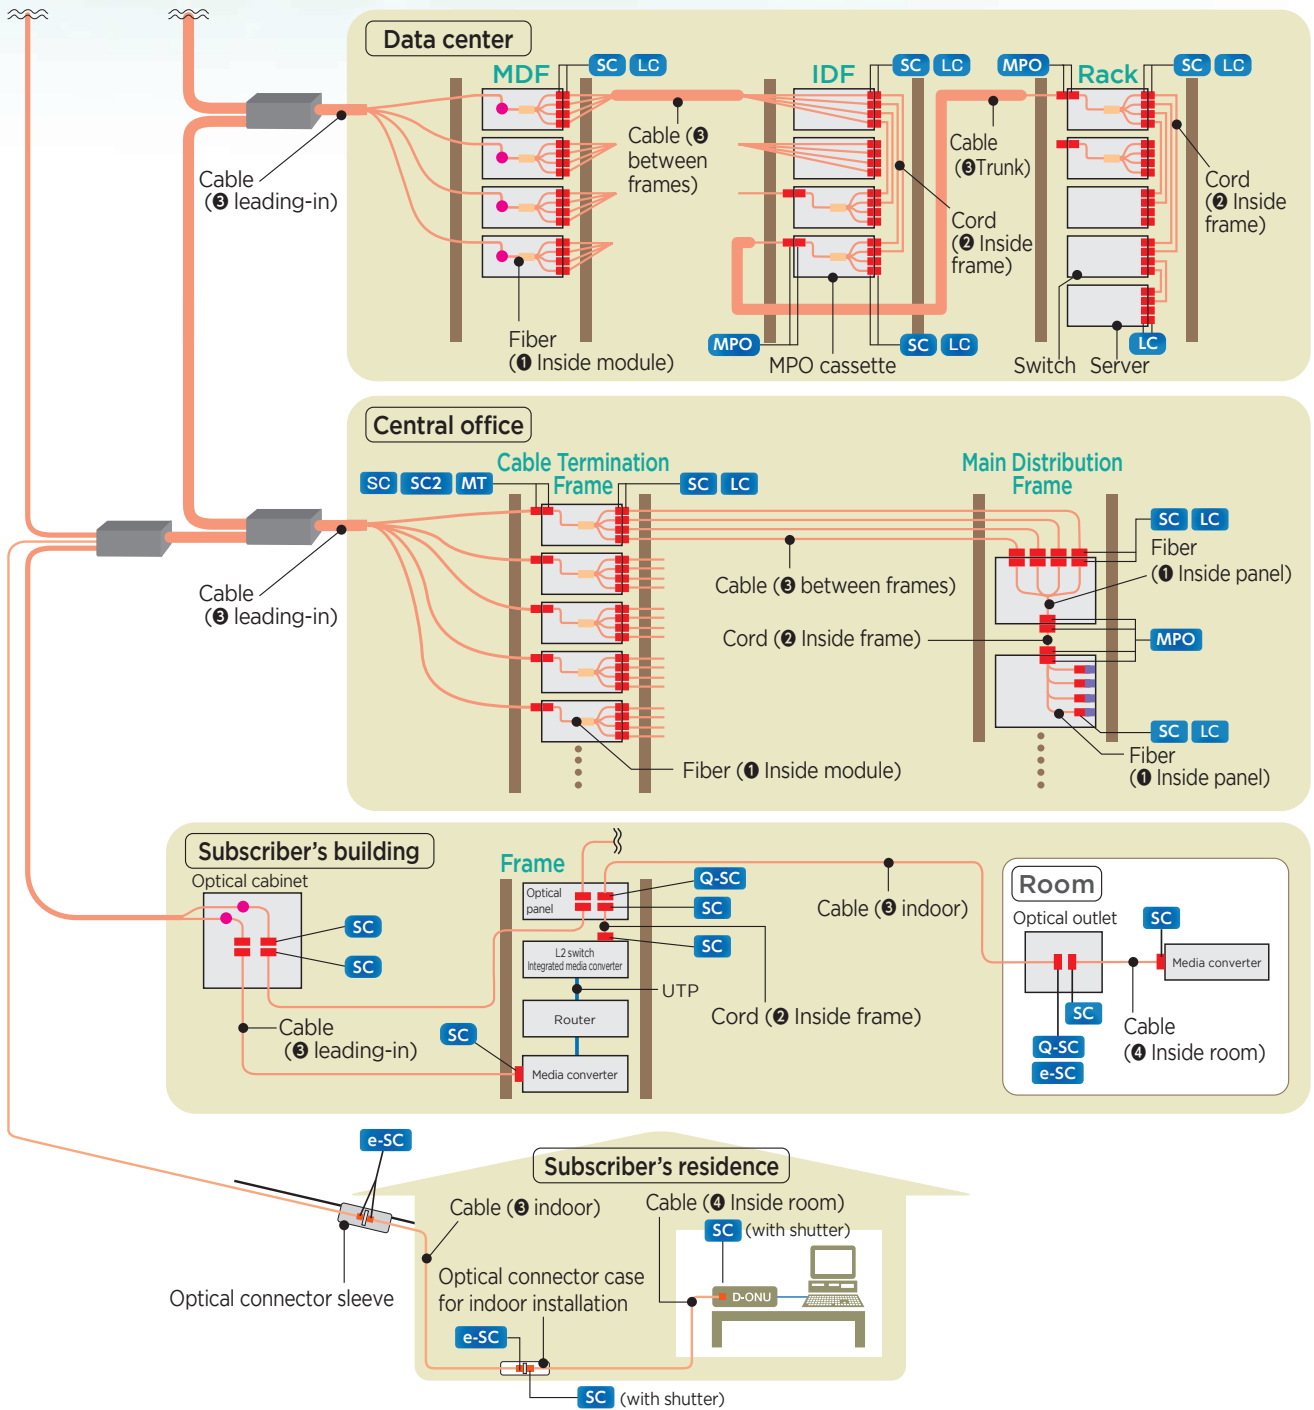 Data center
MDF
SC LC
IDF
SC LC
MPO
Rack
SC LC
Cable
(❸ leading-in)
Cable (❸
between
frames)
Cable
(❸Trunk)
Cord
(❷ Inside
frame)
Cord
(❷ Inside
frame)
Fiber
(❶ Inside module)
MPO
MPO cassette
SC LC
Switch
Server
LC
Central office
Cable Termination
Frame
SC SC2 MT
SC LC
Main Distribution
Frame
SC LC
Fiber
(❶ Inside panel)
Cable
(❸ leading-in)
Cable (❸ between frames)
Cord (❷ Inside frame)
MPO
SC LC
Fiber
(❶ Inside panel)
Fiber (❶ Inside module)
Subscriber’s building
Optical cabinet
SC
SC
Cable
(❸ leading-in)
Frame
Optical
panel
Q-SC
SC
SC
L2 switch
Integrated media converter
UTP
Router
Cord (❷ Inside frame)
SC
Media converter
Cable (❸ indoor)
Room
Optical outlet
SC
Media converter
SC
Q-SC
e-SC
Cable
(❹ Inside room)
e-SC
Optical connector sleeve
Subscriber’s residence
Cable (❸ indoor)
Cable (❹ Inside room)
SC (with shutter)
D-ONU
Optical connector case
for indoor installation
e-SC
SC (with shutter)